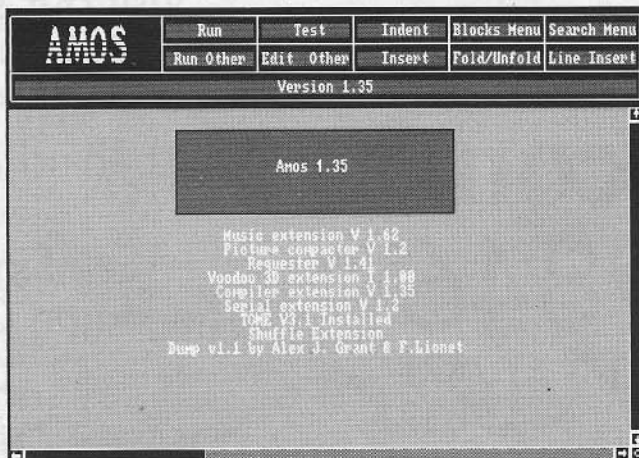 AMOS
Run Test Indent Blocks Menu Search Menu
Run Other Edit Other Insert Fold/Unfold Line Insert
Version 1.35
Amos 1.35
Music extension V 1.62
Picture compactor V 1.2
Requester V 1.41
Voodoo 3D extension I 1.00
Compiler extension V 1.35
Serial extension V 1.2
TOME V3.1 Installed
Shuffle Extension
Dump v1.1 by Alex J. Grant & F.Lionet